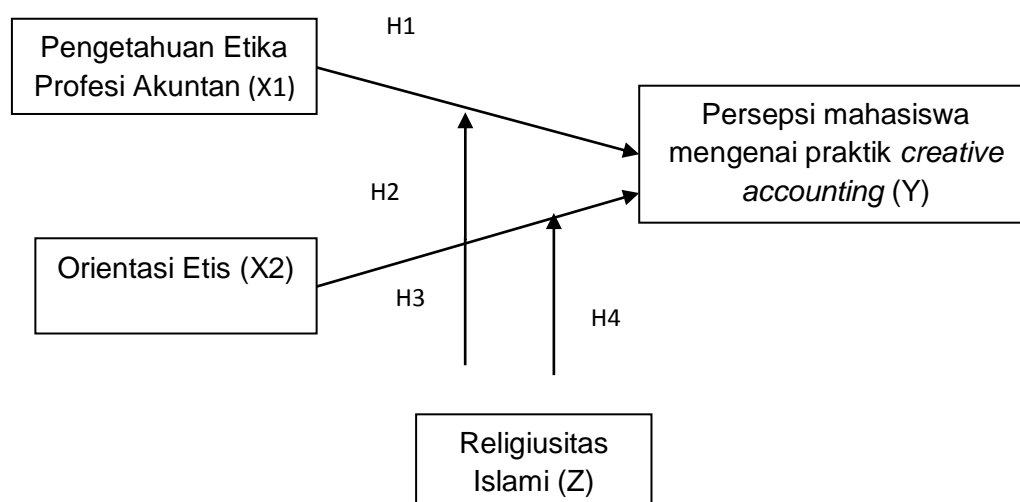 H1
Pengetahuan Etika
Profesi Akuntan (X1)
Persepsi mahasiswa
mengenai praktik creative
accounting (Y)
H2
Orientasi Etis (X2)
H3
H4
Religiusitas
Islami (Z)